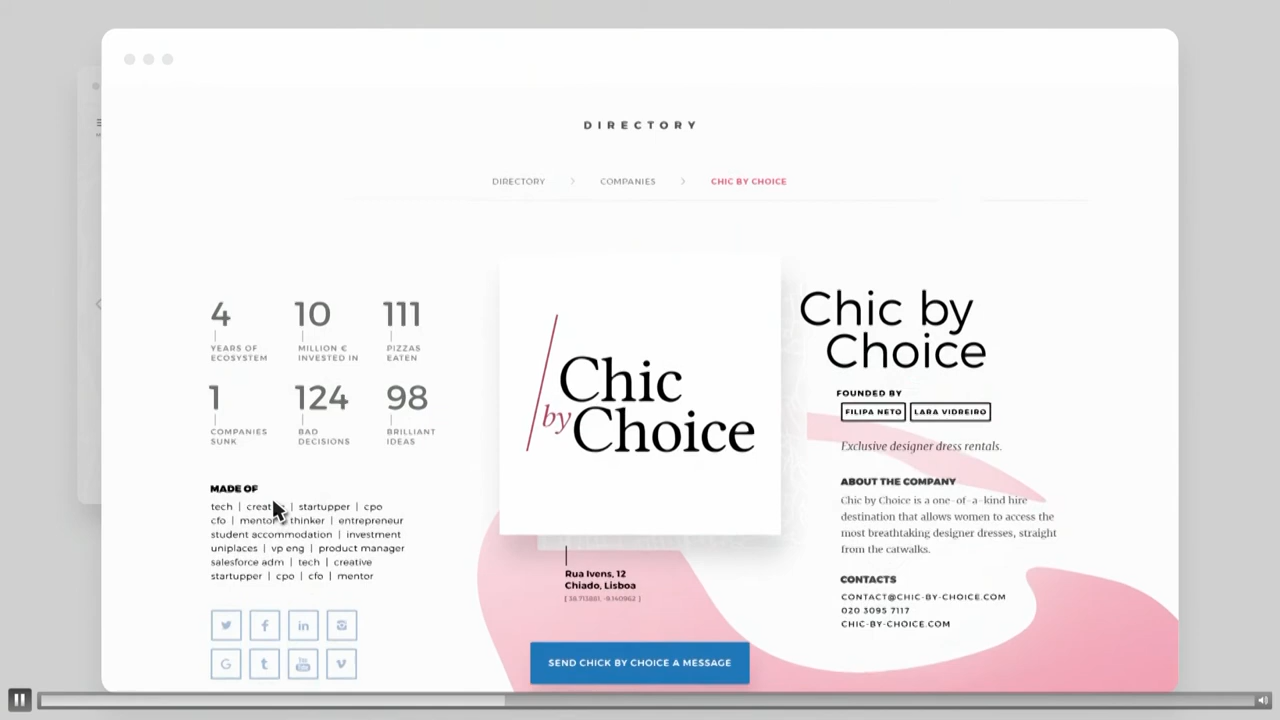 DIRECTORY
DIRECTORY > COMPANIES > CHIC BY CHOICE
4
YEARS OF
ECOSYSTEM
10
MILLION €
INVESTED IN
111
PIZZAS
EATEN
1
COMPANIES
SUNK
124
BAD
DECISIONS
98
BRILLIANT
IDEAS
MADE OF
tech | | startupper | cpo
cfo | mentor | thinker | entrepreneur
student accommodation | investment
uniplaces | vp eng | product manager
salesforce adm | tech | creative
startupper | cpo | cfo | mentor
Chic
by Choice
Rua Ivens, 12
Chiado, Lisboa
[ 38.713881, -9.140962 ]
SEND CHICK BY CHOICE A MESSAGE
Chic by
Choice
FOUNDED BY
FILIPA NETO LARA VIDREIRO
Exclusive designer dress rentals.
ABOUT THE COMPANY
Chic by Choice is a one-of-a-kind hire
destination that allows women to access the
most breathtaking designer dresses, straight
from the catwalks.
CONTACTS
CONTACT@CHIC-BY-CHOICE.COM
020 3095 7117
CHIC-BY-CHOICE.COM